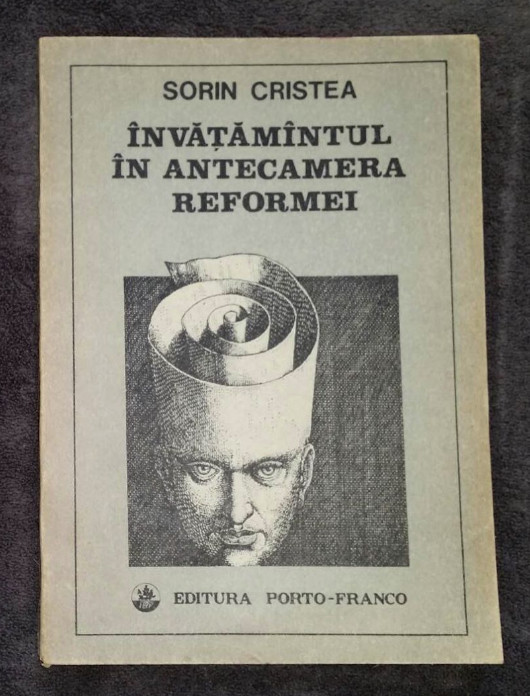 SORIN CRISTEA
ÎNVĂȚĂMÎNTUL
ÎN ANTECAMERA
REFORMEI
EDITURA PORTO-FRANCO